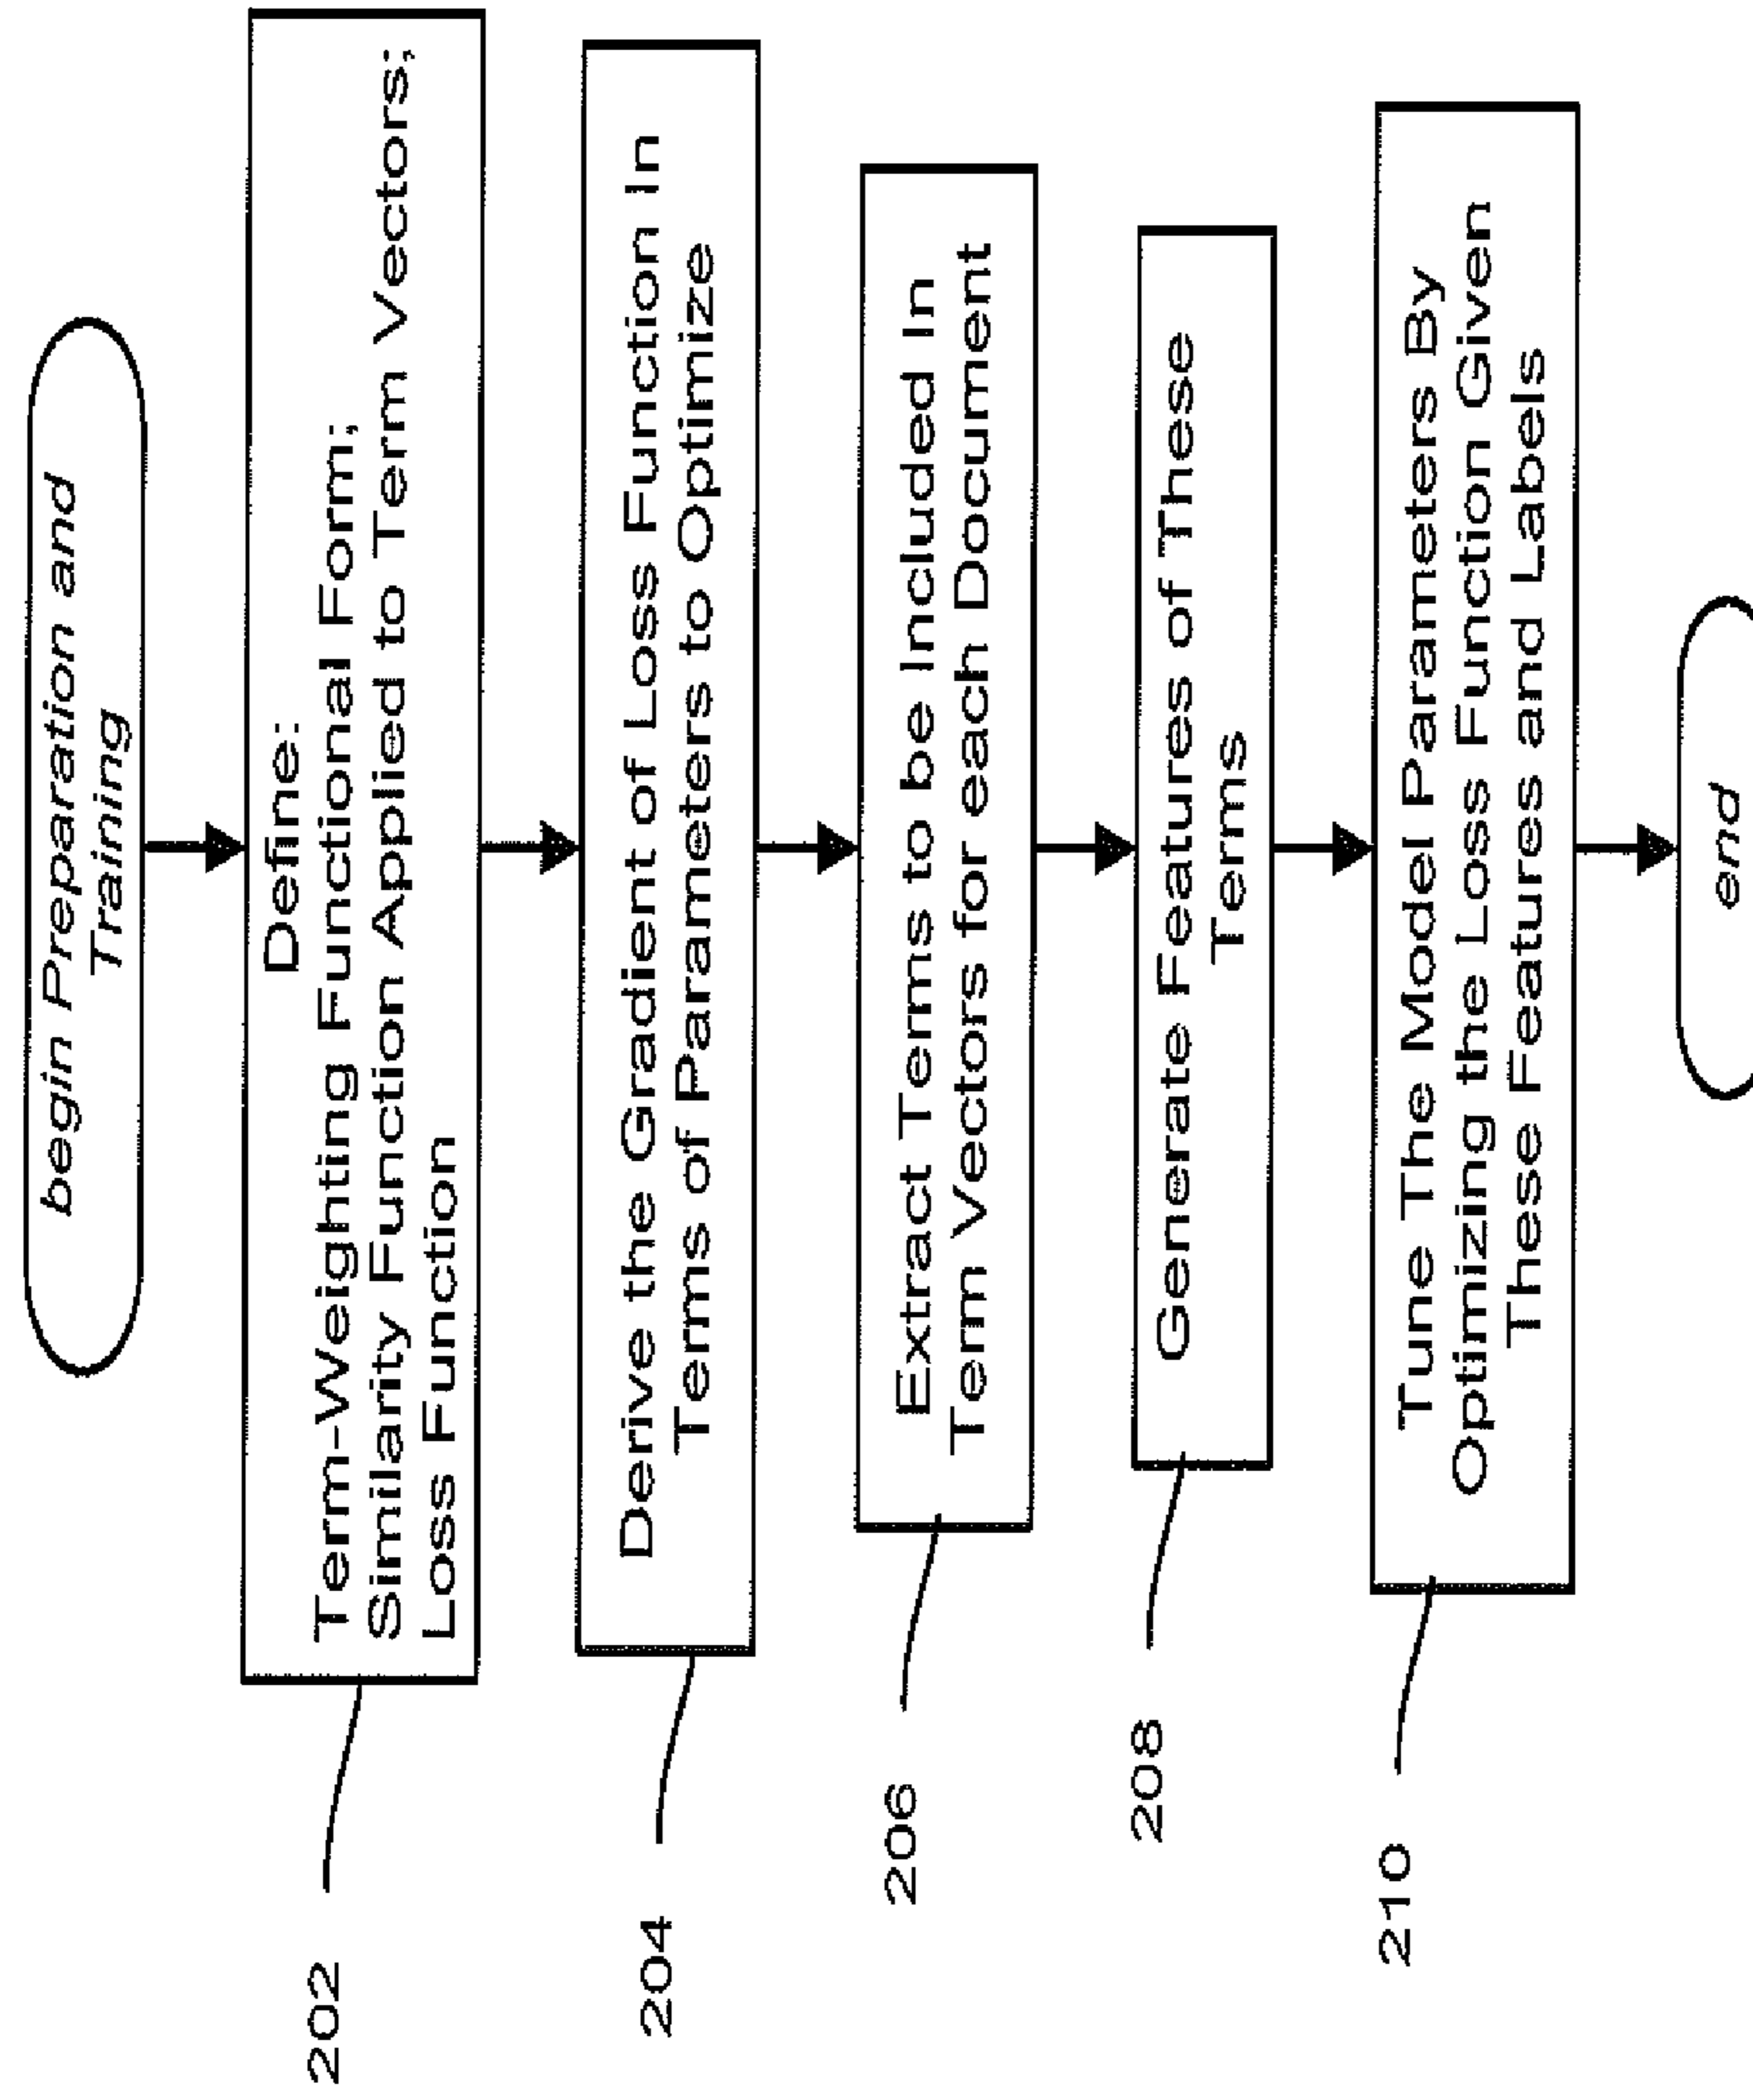 begin Preparation and
Training
202
Define:
Term-Weighting Functional Form;
Similarity Function Applied to Term Vectors;
Loss Function
204
Derive the Gradient of Loss Function In
Terms of Parameters to Optimize
206
Extract Terms to be Included In
Term Vectors for each Document
208
Generate Features of These
Terms
210
Tune The Model Parameters By
Optimizing the Loss Function Given
These Features and Labels
end